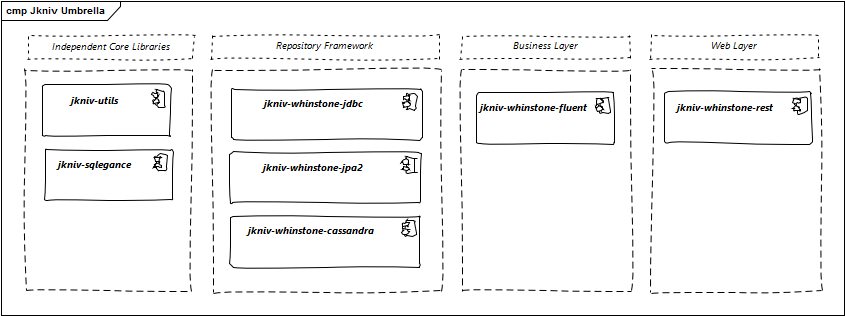 cmp Jkniv Umbrella
Independent Core Libraries
Repository Framework
Business Layer
Web Layer
jkniv-utils
jkniv-sqlegance
jkniv-whinstone-jdbc
jkniv-whinstone-jpa2
jkniv-whinstone-cassandra
jkniv-whinstone-fluent
jkniv-whinstone-rest